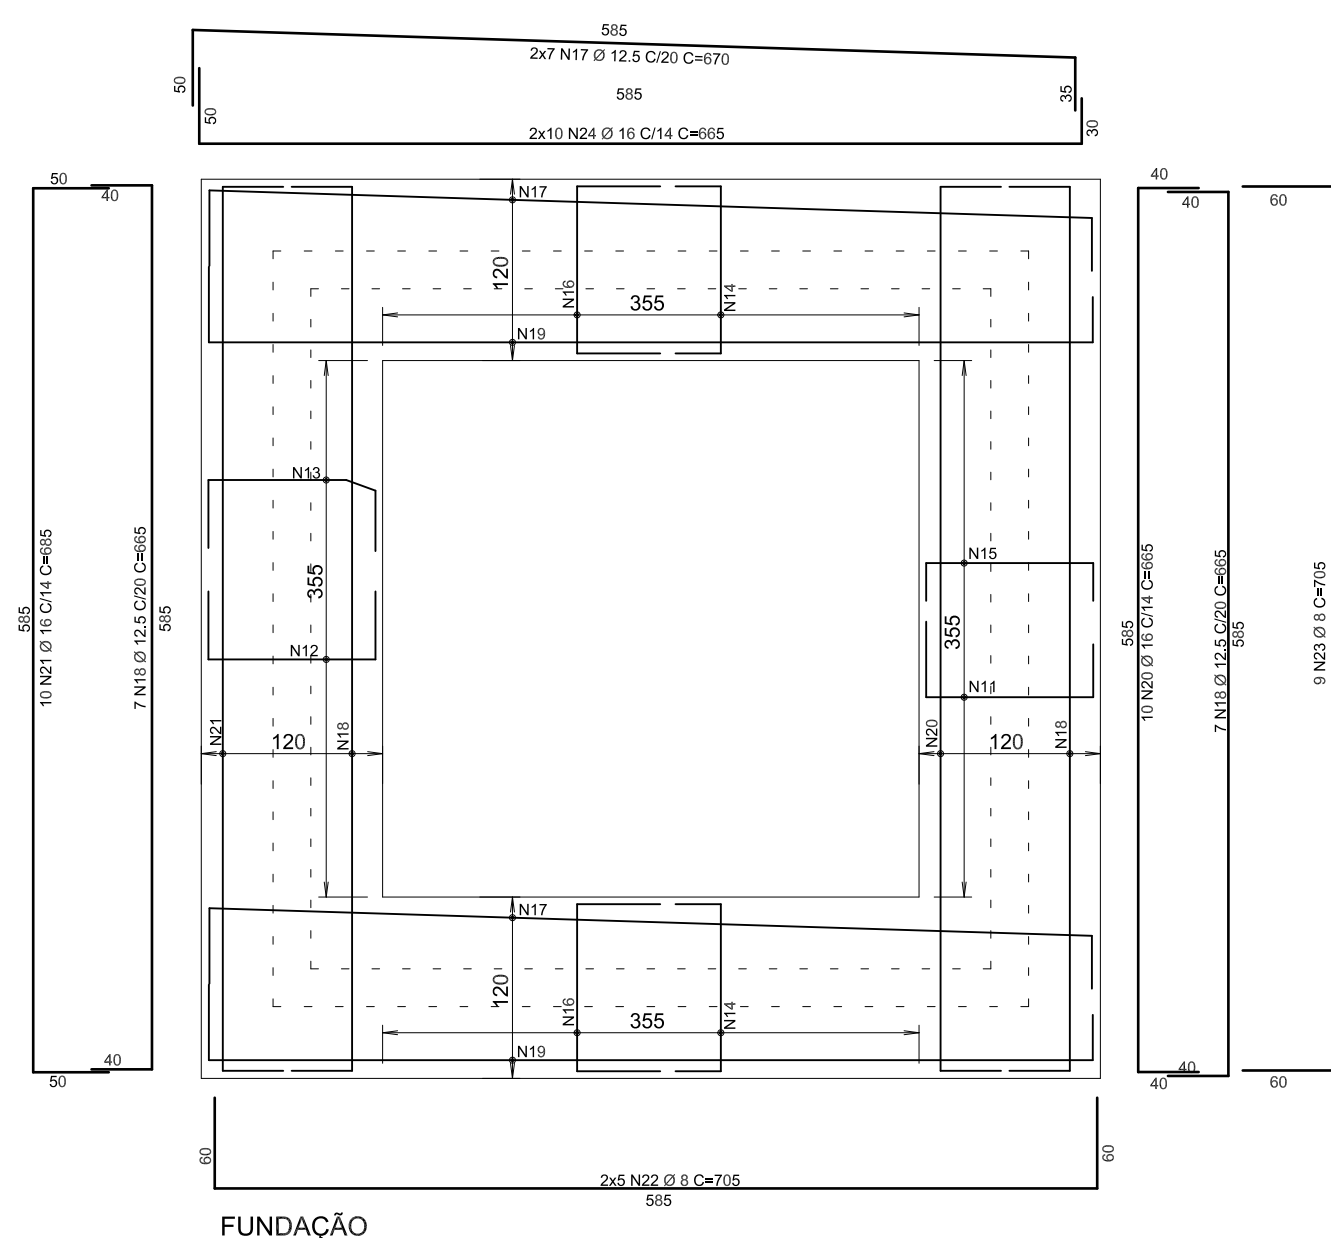 585
2x7 N17 Ø 12.5 C/20 C=670
50
35
50
585
30
2x10 N24 Ø 16 C/14 C=665
50
40
40
40
60
N17
120
N16
355
N14
N19
N13
355
N12
N15
355
N11
585
10 N21 Ø 16 C/14 C=685
7 N18 Ø 12.5 C/20 C=665
585
585
10 N20 Ø 16 C/14 C=665
7 N18 Ø 12.5 C/20 C=665
585
9 N23 Ø 8 C=705
N21
120
N18
N20
120
N18
N17
120
N16
355
N14
N19
40
50
40
40
60
60
60
2x5 N22 Ø 8 C=705
585
FUNDAÇÃO